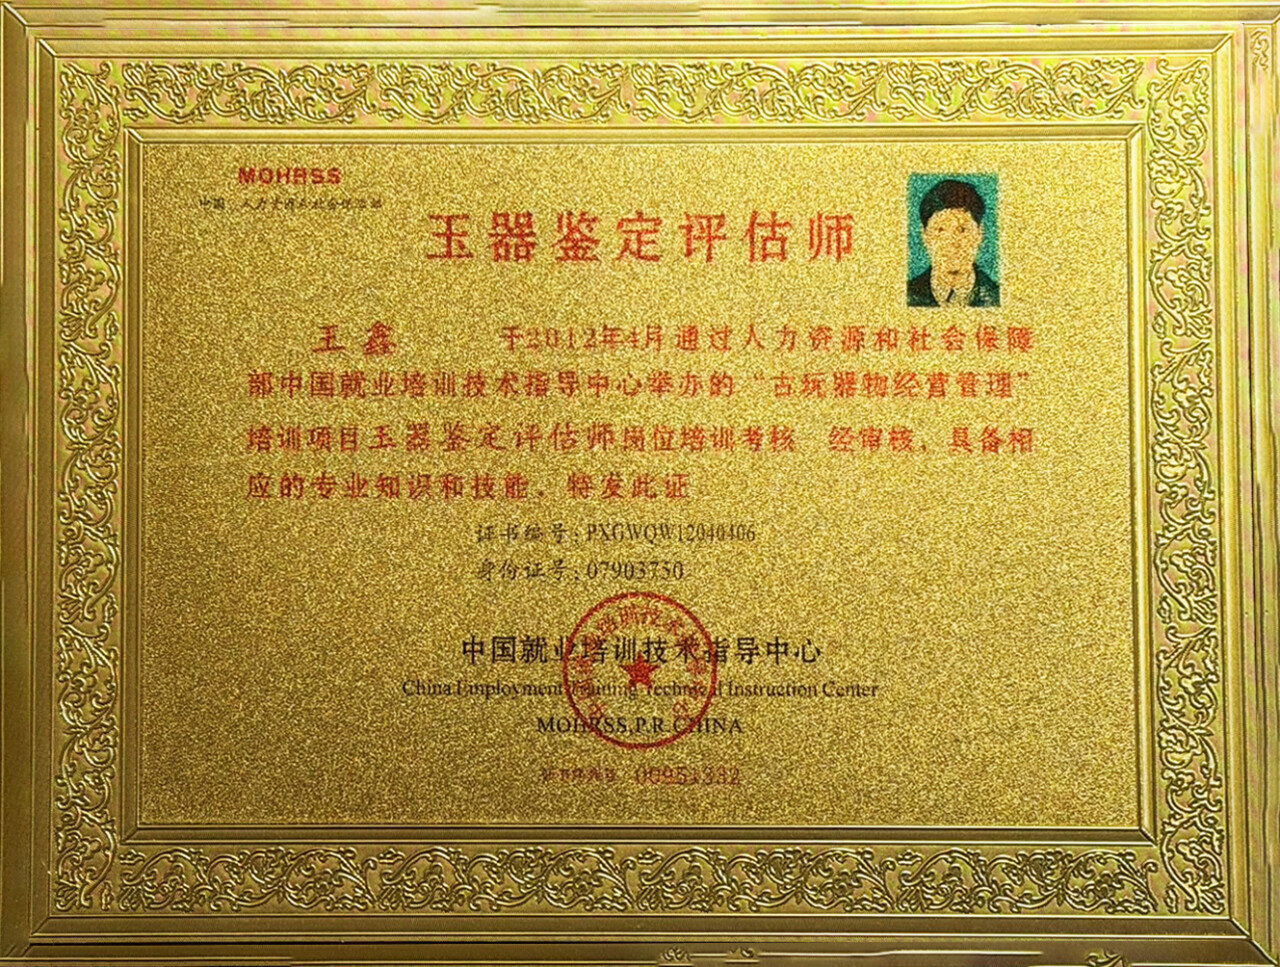 MOHRSS
中国·人力资源和社会保障部
玉器鉴定评估师
王鑫 于2012年4月通过人力资源和社会保障
部中国就业培训技术指导中心举办的“古玩器物经营管理”
培训项目玉器鉴定评估师岗位培训考核 经审核，具备相
应的专业知识和技能，特发此证
证书编号：PXGWQW12040406
身份证号：07903750
中国就业培训技术指导中心
China Employment Training Technical Instruction Center
MOHRSS,P.R.CHINA
00951332